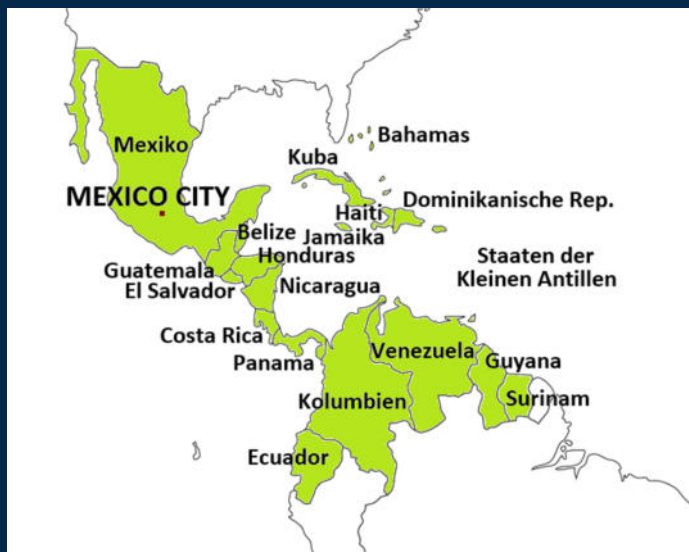 Mexiko
Bahamas
Kuba
MEXICO CITY
Dominikanische Rep.
Haiti
Belize
Jamaika
Honduras
Staaten der
Kleinen Antillen
Guatemala
El Salvador
Nicaragua
Costa Rica
Panama
Venezuela
Guyana
Kolumbien
Surinam
Ecuador